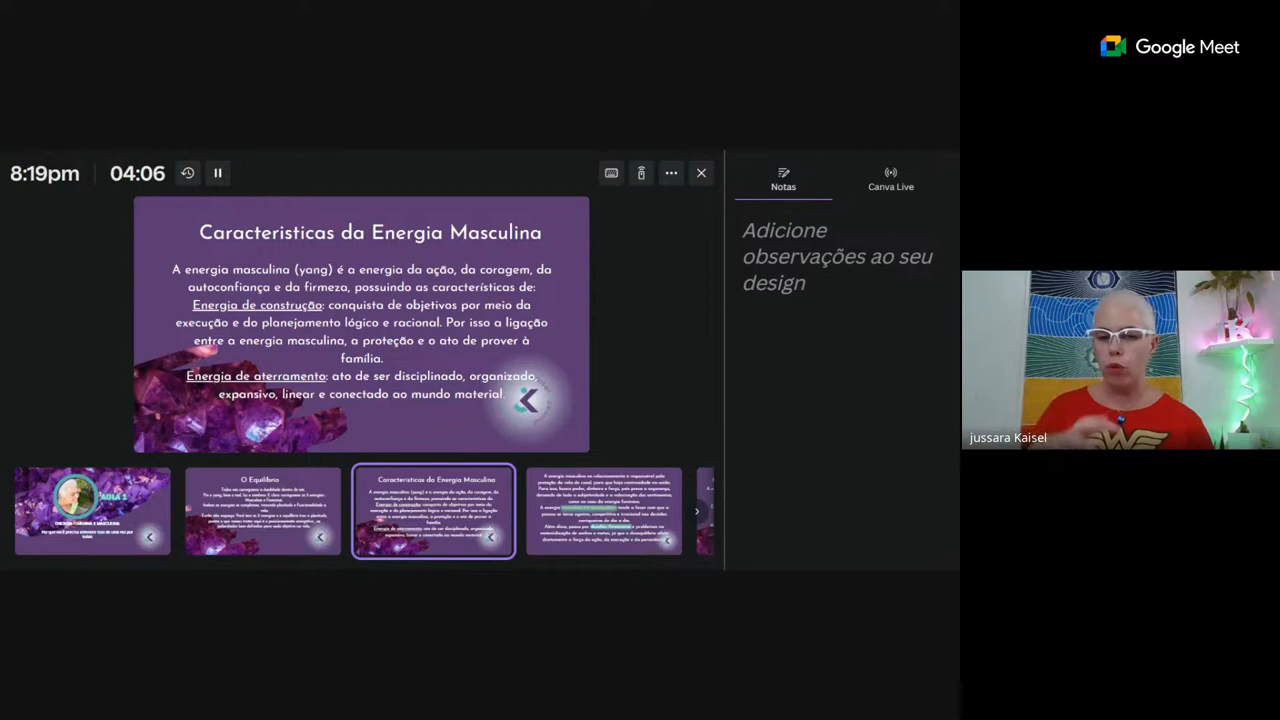 Google Meet
8:19pm
04:06
Notas
Canva Live
Adicione
observações ao seu
design
Caracteristicas da Energia Masculina
A energia masculina (yang) é a energia da ação, da coragem, da
autoconfiança e da firmeza, possuindo as características de:
Energia de construção: conquista de objetivos por meio da
execução e do planejamento lógico e racional. Por isso a ligação
entre a energia masculina, a proteção e o ato de prover à
família.
Energia de aterramento: ato de ser disciplinado, organizado,
expansivo, linear e conectado ao mundo material.
jussara Kaisel
AULA 1
O Equilíbrio
Caracteristicas da Energia Masculina